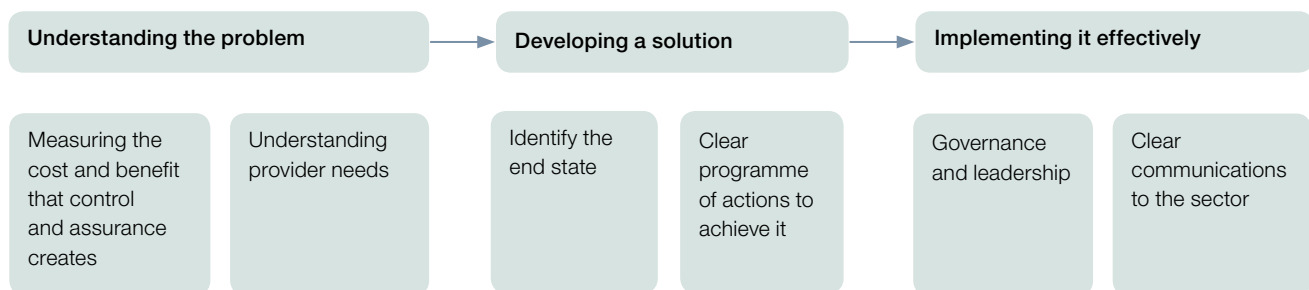 Understanding the problem
Developing a solution
Implementing it effectively
Measuring the
cost and benefit
that control
and assurance
creates
Understanding
provider needs
Identify the
end state
Clear
programme
of actions to
achieve it
Governance
and leadership
Clear
communications
to the sector